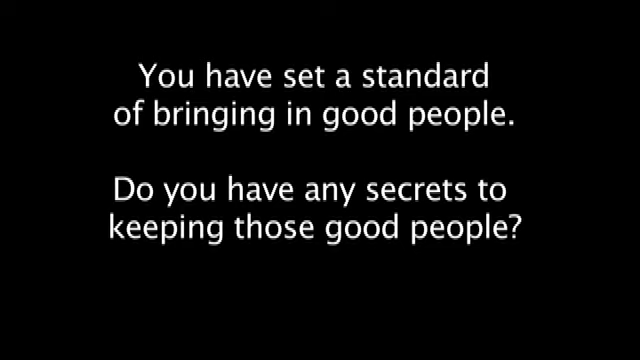 You have set a standard
of bringing in good people.
Do you have any secrets to
keeping those good people?